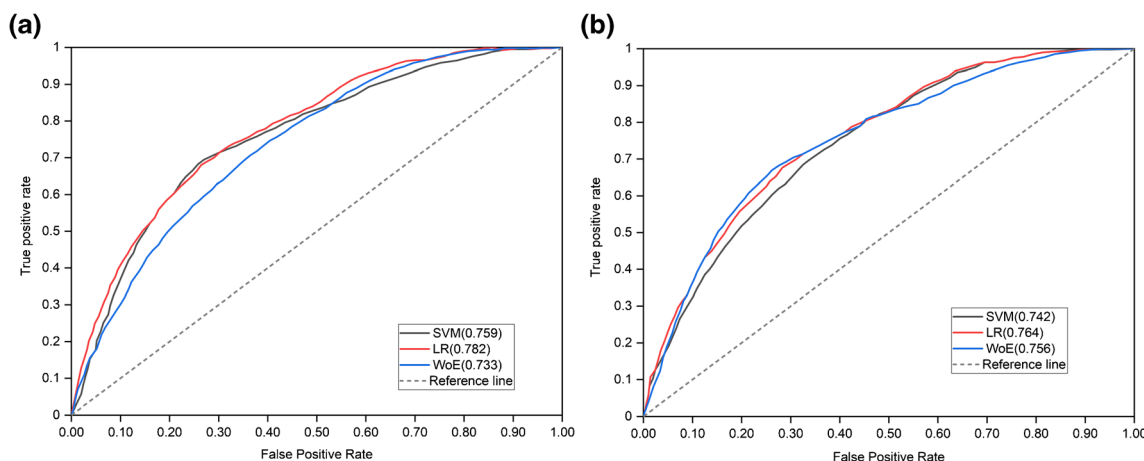 (a)
1
0.9
0.8
0.7
0.6
0.5
0.4
0.3
0.2
0.1
0
True positive rate
0.00 0.10 0.20 0.30 0.40 0.50 0.60 0.70 0.80 0.90 1.00
False Positive Rate
SVM(0.759)
LR(0.782)
WoE(0.733)
Reference line
(b)
1
0.9
0.8
0.7
0.6
0.5
0.4
0.3
0.2
0.1
0
True positive rate
0.00 0.10 0.20 0.30 0.40 0.50 0.60 0.70 0.80 0.90 1.00
False Positive Rate
SVM(0.742)
LR(0.764)
WoE(0.756)
Reference line